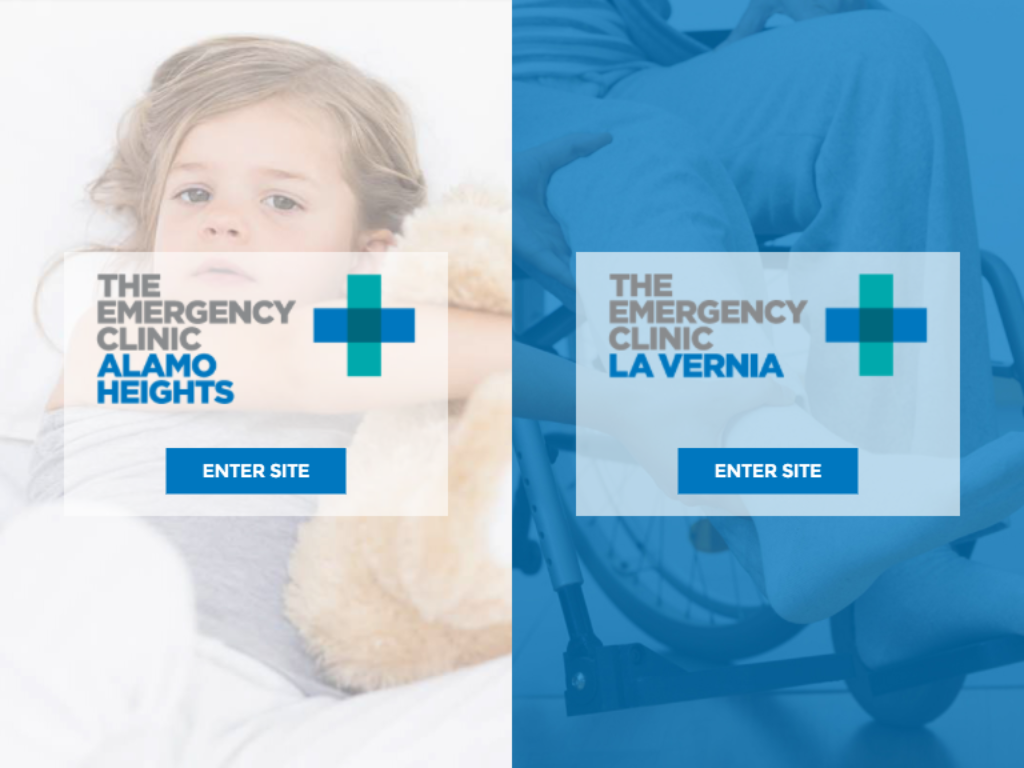 THE
EMERGENCY
CLINIC
ALAMO
HEIGHTS
ENTER SITE
THE
EMERGENCY
CLINIC
LA VERNIA
ENTER SITE